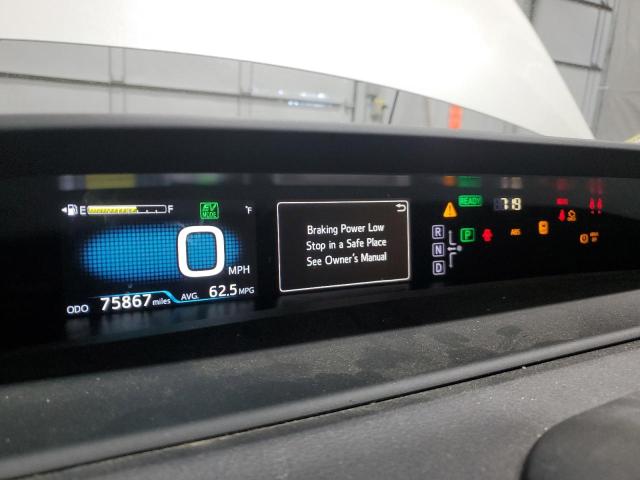 E F
EV
MODE
°F
0 MPH
ODO 75867 miles AVG. 62.5 MPG
Braking Power Low
Stop in a Safe Place
See Owner's Manual
READY
R
N
D
P
ABS